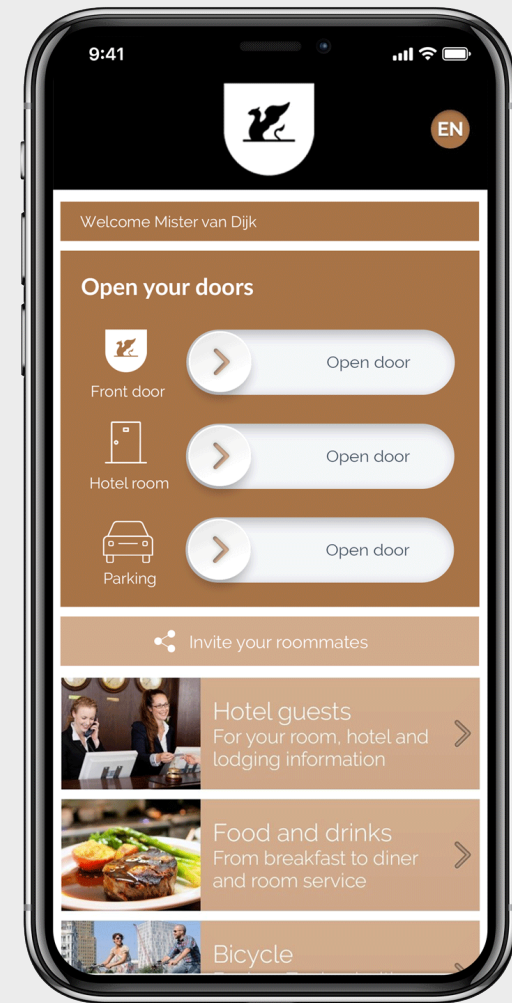 9:41
EN
Welcome Mister van Dijk
Open your doors
Front door
Open door
Hotel room
Open door
Parking
Open door
Invite your roommates
Hotel guests
For your room, hotel and
lodging information
Food and drinks
From breakfast to diner
and room service
Bicycle